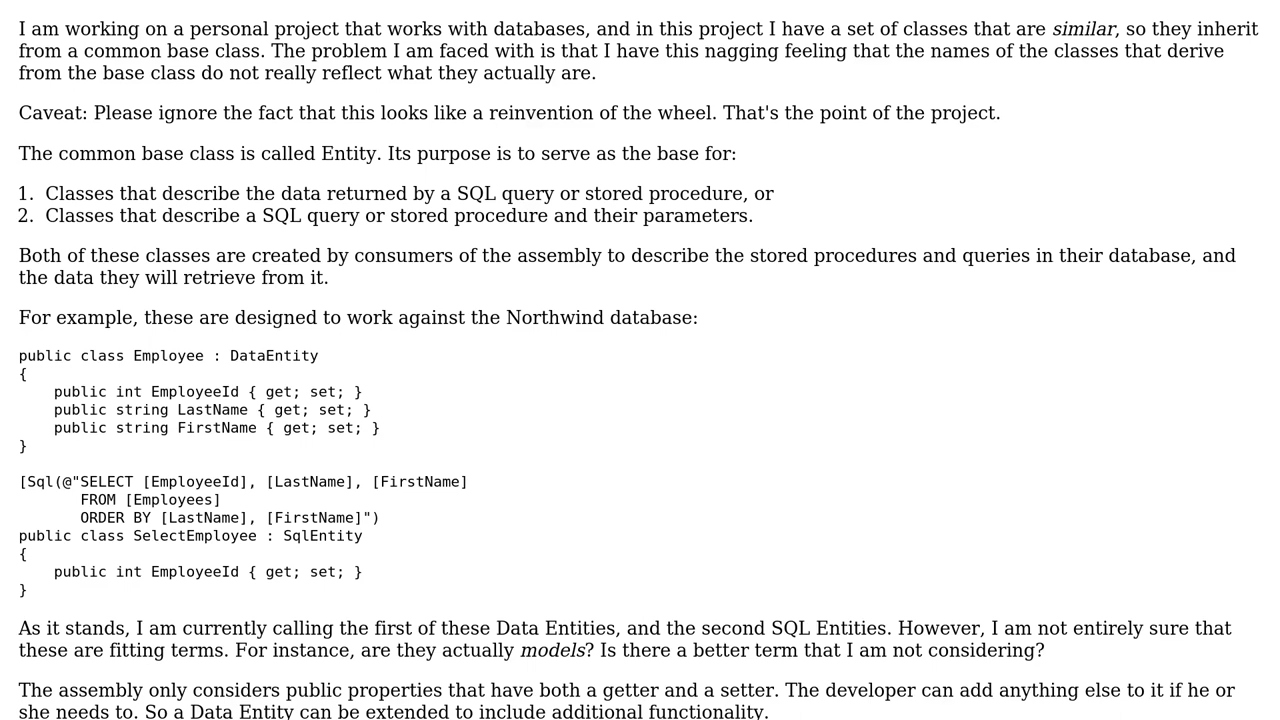 I am working on a personal project that works with databases, and in this project I have a set of classes that are similar, so they inherit
from a common base class. The problem I am faced with is that I have this nagging feeling that the names of the classes that derive
from the base class do not really reflect what they actually are.
Caveat: Please ignore the fact that this looks like a reinvention of the wheel. That's the point of the project.
The common base class is called Entity. Its purpose is to serve as the base for:
1. Classes that describe the data returned by a SQL query or stored procedure, or
2. Classes that describe a SQL query or stored procedure and their parameters.
Both of these classes are created by consumers of the assembly to describe the stored procedures and queries in their database, and
the data they will retrieve from it.
For example, these are designed to work against the Northwind database:
public class Employee : DataEntity
{
    public int EmployeeId { get; set; }
    public string LastName { get; set; }
    public string FirstName { get; set; }
}
[Sql(@"SELECT [EmployeeId], [LastName], [FirstName]
       FROM [Employees]
       ORDER BY [LastName], [FirstName]")
public class SelectEmployee : SqlEntity
{
    public int EmployeeId { get; set; }
}
As it stands, I am currently calling the first of these Data Entities, and the second SQL Entities. However, I am not entirely sure that
these are fitting terms. For instance, are they actually models? Is there a better term that I am not considering?
The assembly only considers public properties that have both a getter and a setter. The developer can add anything else to it if he or
she needs to. So a Data Entity can be extended to include additional functionality.